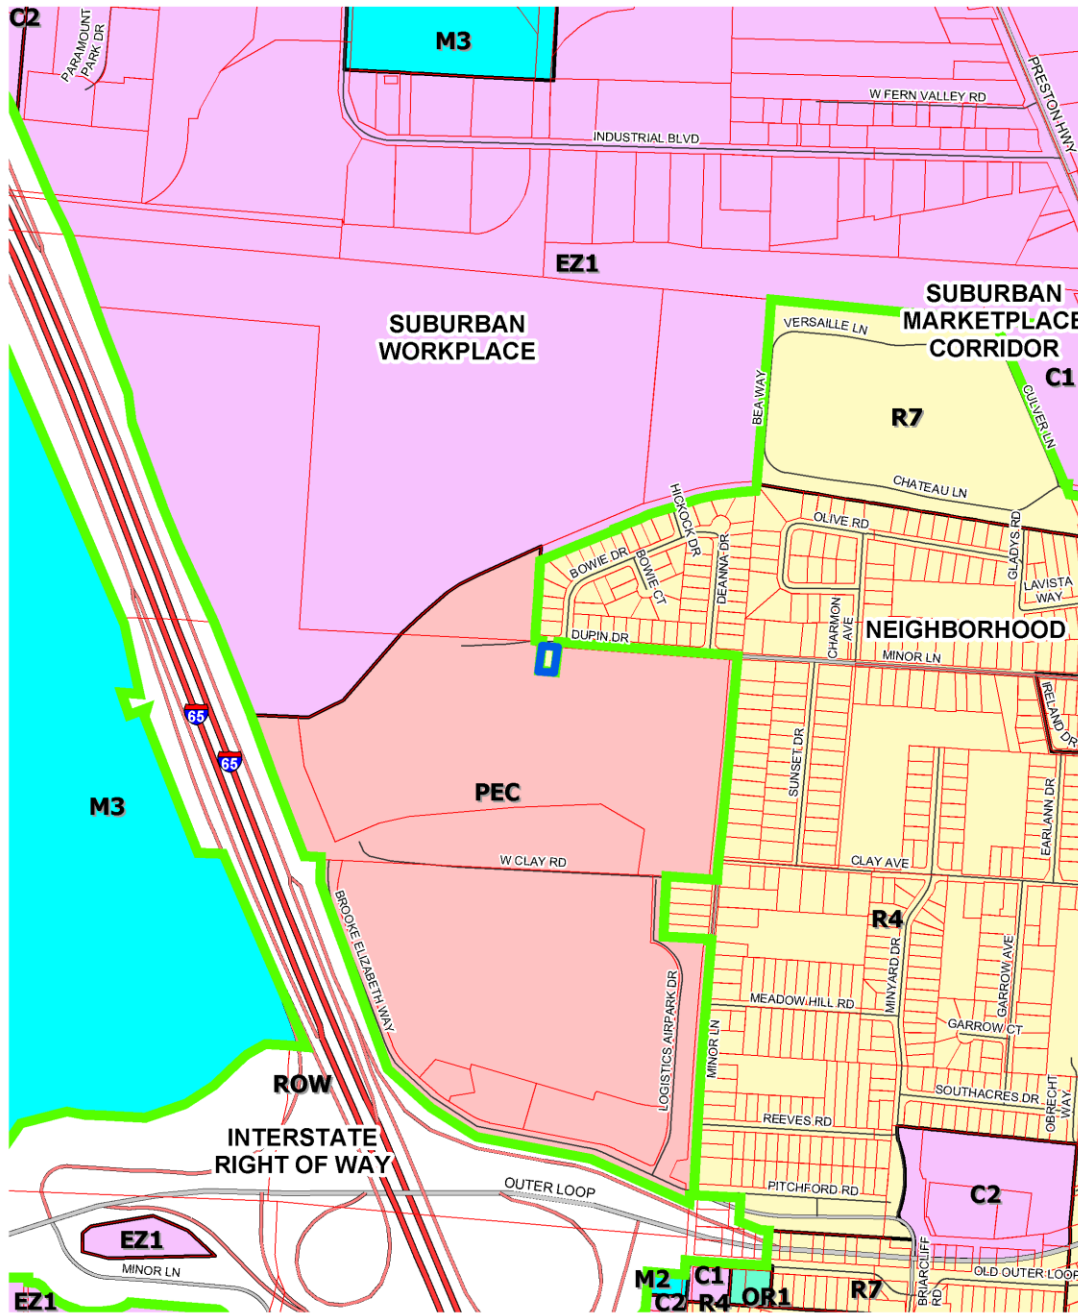 C2
PARAMOUNT
PARK DR
M3
PRESTON HWY
W FERN VALLEY RD
INDUSTRIAL BLVD
EZ1
SUBURBAN
WORKPLACE
SUBURBAN
MARKETPLACE
CORRIDOR
VERSAILLE LN
C1
BEA WAY
CULVER LN
R7
CHATEAU LN
HICKOCK DR
OLIVE RD
GLADYS RD
BOWIE DR
BOWIE CT
DEANNA DR
LAVISTA
WAY
CHARMON
AVE
DUPIN DR
NEIGHBORHOOD
MINOR LN
IRELAND DR
65
65
SUNSET DR
M3
PEC
EARLANN DR
W CLAY RD
CLAY AVE
R4
BROOKE ELIZABETH WAY
MINYARD DR
GARROW AVE
LOGISTICS AIRPARK DR
MEADOW HILL RD
GARROW CT
MINOR LN
ROW
SOUTHACRES DR
OBRECHT
WAY
REEVES RD
INTERSTATE
RIGHT OF WAY
OUTER LOOP
PITCHFORD RD
C2
EZ1
MINOR LN
BRIARCLIFF
RD
OLD OUTER LOOP
M2
C1
R7
EZ1
C2
R4
OR1